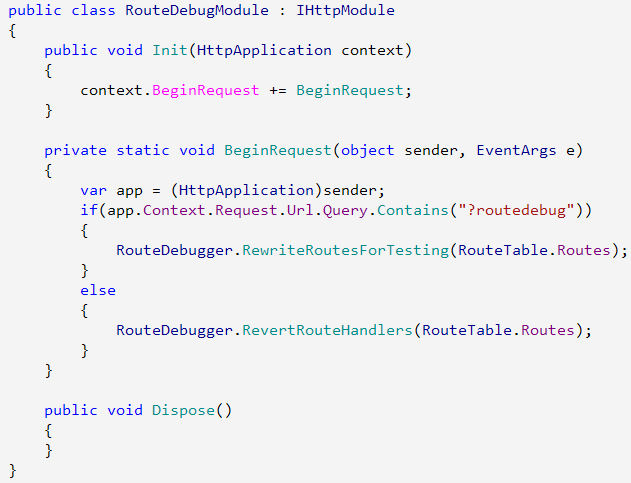 public class RouteDebugModule : IHttpModule
{
    public void Init(HttpApplication context)
    {
        context.BeginRequest += BeginRequest;
    }

    private static void BeginRequest(object sender, EventArgs e)
    {
        var app = (HttpApplication)sender;
        if(app.Context.Request.Url.Query.Contains("?routedebug"))
        {
            RouteDebugger.RewriteRoutesForTesting(RouteTable.Routes);
        }
        else
        {
            RouteDebugger.RevertRouteHandlers(RouteTable.Routes);
        }
    }

    public void Dispose()
    {
    }
}